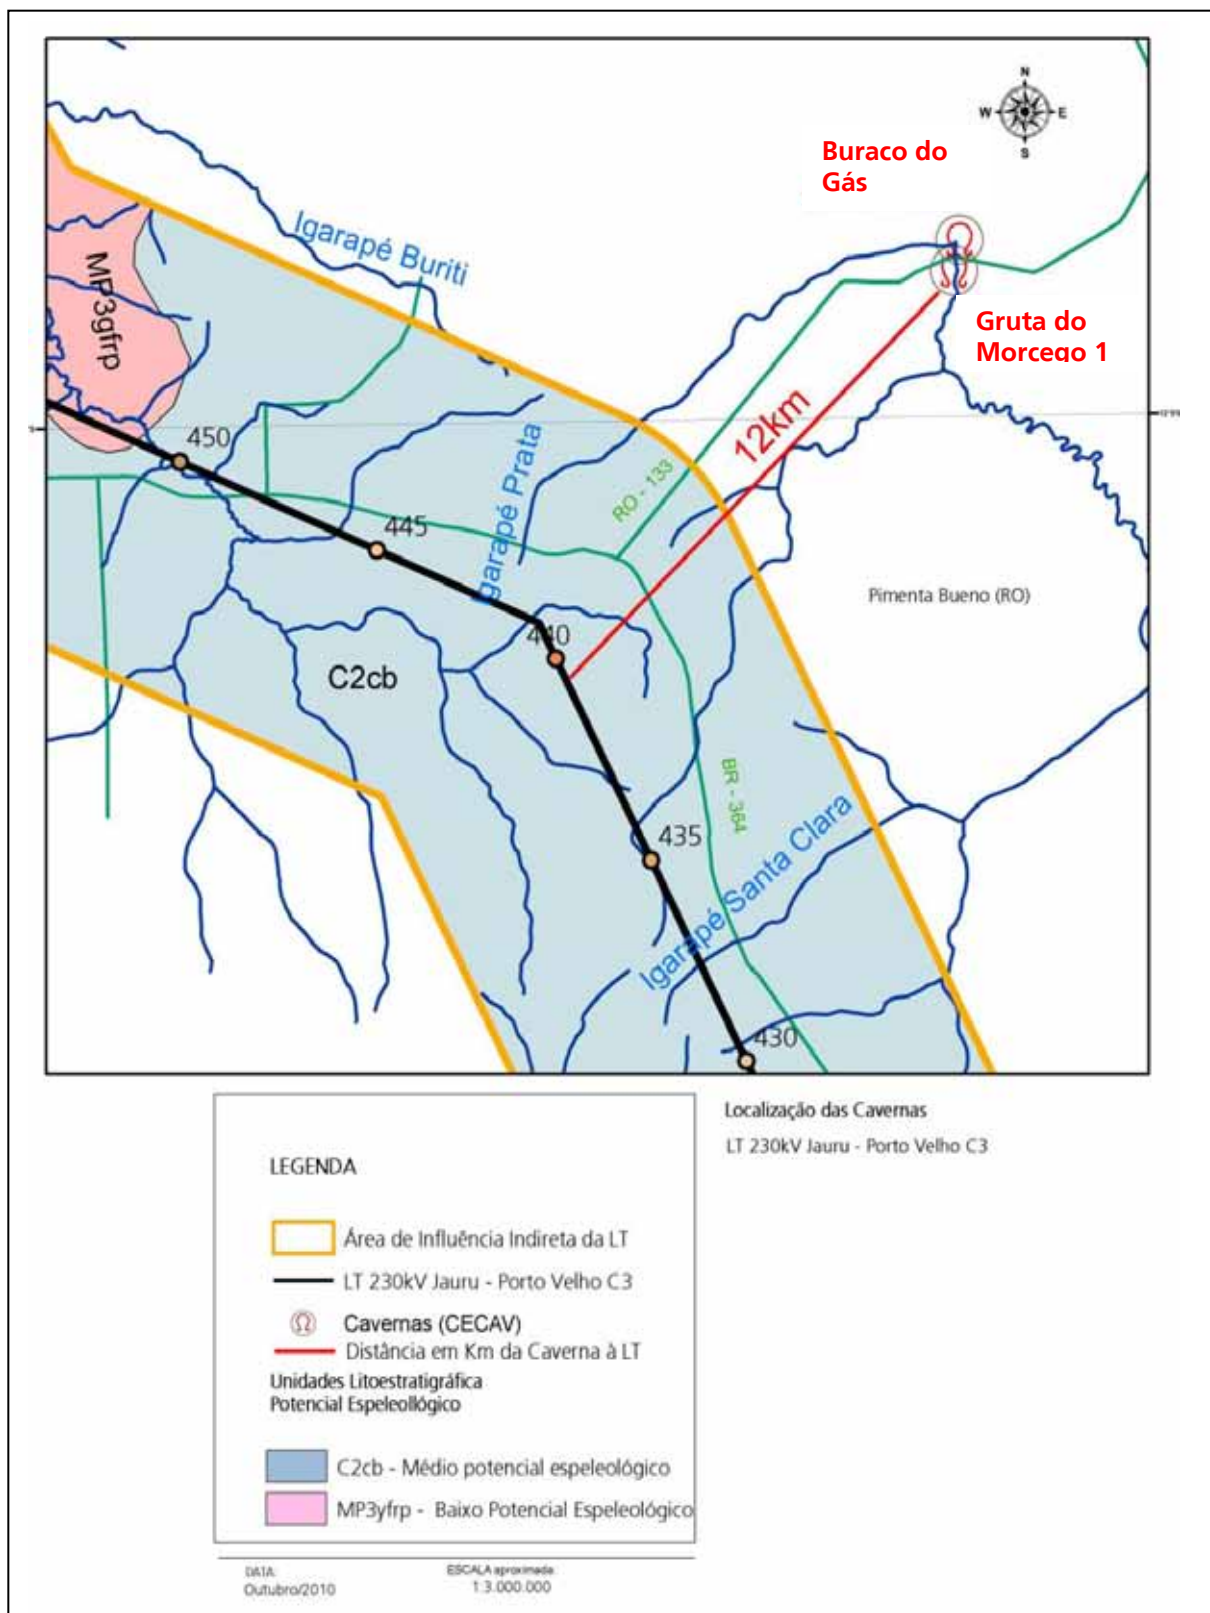 N
W
E
S
Buraco do
Gás
Igarapé Buriti
MP3gfrp
Gruta do
Morcego 1
12km
450
RO - 133
445
Igarapé Prata
Pimenta Bueno (RO)
440
C2cb
BR - 364
435
Igarapé Santa Clara
430
Localização das Cavernas
LT 230kV Jauru - Porto Velho C3
LEGENDA
Área de Influência Indireta da LT
LT 230kV Jauru - Porto Velho C3
Cavernas (CECAV)
Distância em Km da Caverna à LT
Unidades Litoestratigráfica
Potencial Espeleollógico
C2cb - Médio potencial espeleológico
MP3yfrp - Baixo Potencial Espeleológico
DATA:
Outubro/2010
ESCALA aproximada:
1:3.000.000